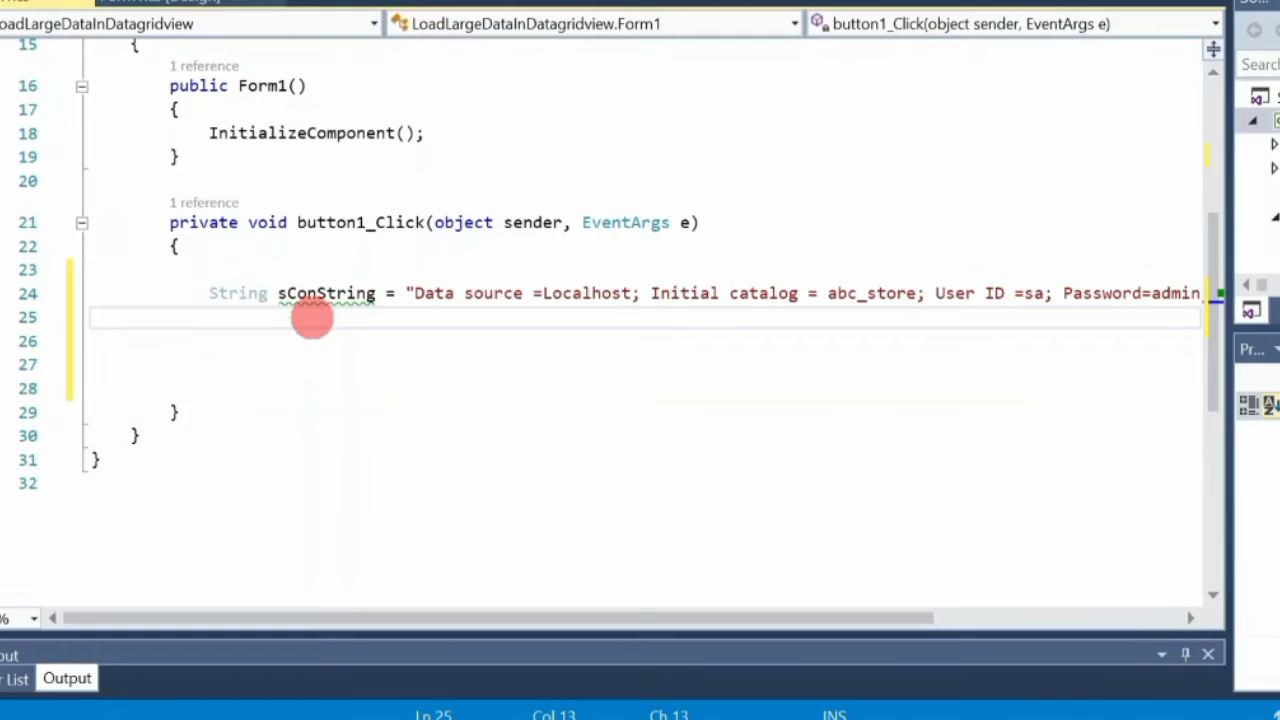 oadLargeDataInDatagridview
LoadLargeDataInDatagridview.Form1
button1_Click(object sender, EventArgs e)
Search
15 {
1 reference
16 public Form1()
17 {
18 InitializeComponent();
19 }
20
1 reference
21 private void button1_Click(object sender, EventArgs e)
22 {
23
24 String sConString = "Data source =Localhost; Initial catalog = abc_store; User ID =sa; Password=admin
25
26
27
28
29 }
30 }
31 }
32
Pr...
%
out
r List Output
Ln 25 Col 13 Ch 13 INS